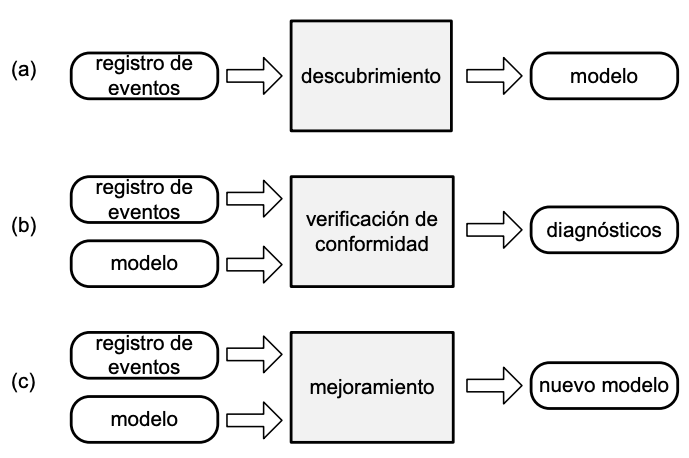 (a)
registro de
eventos
descubrimiento
modelo
(b)
registro de
eventos
modelo
verificación de
conformidad
diagnósticos
(c)
registro de
eventos
modelo
mejoramiento
nuevo modelo